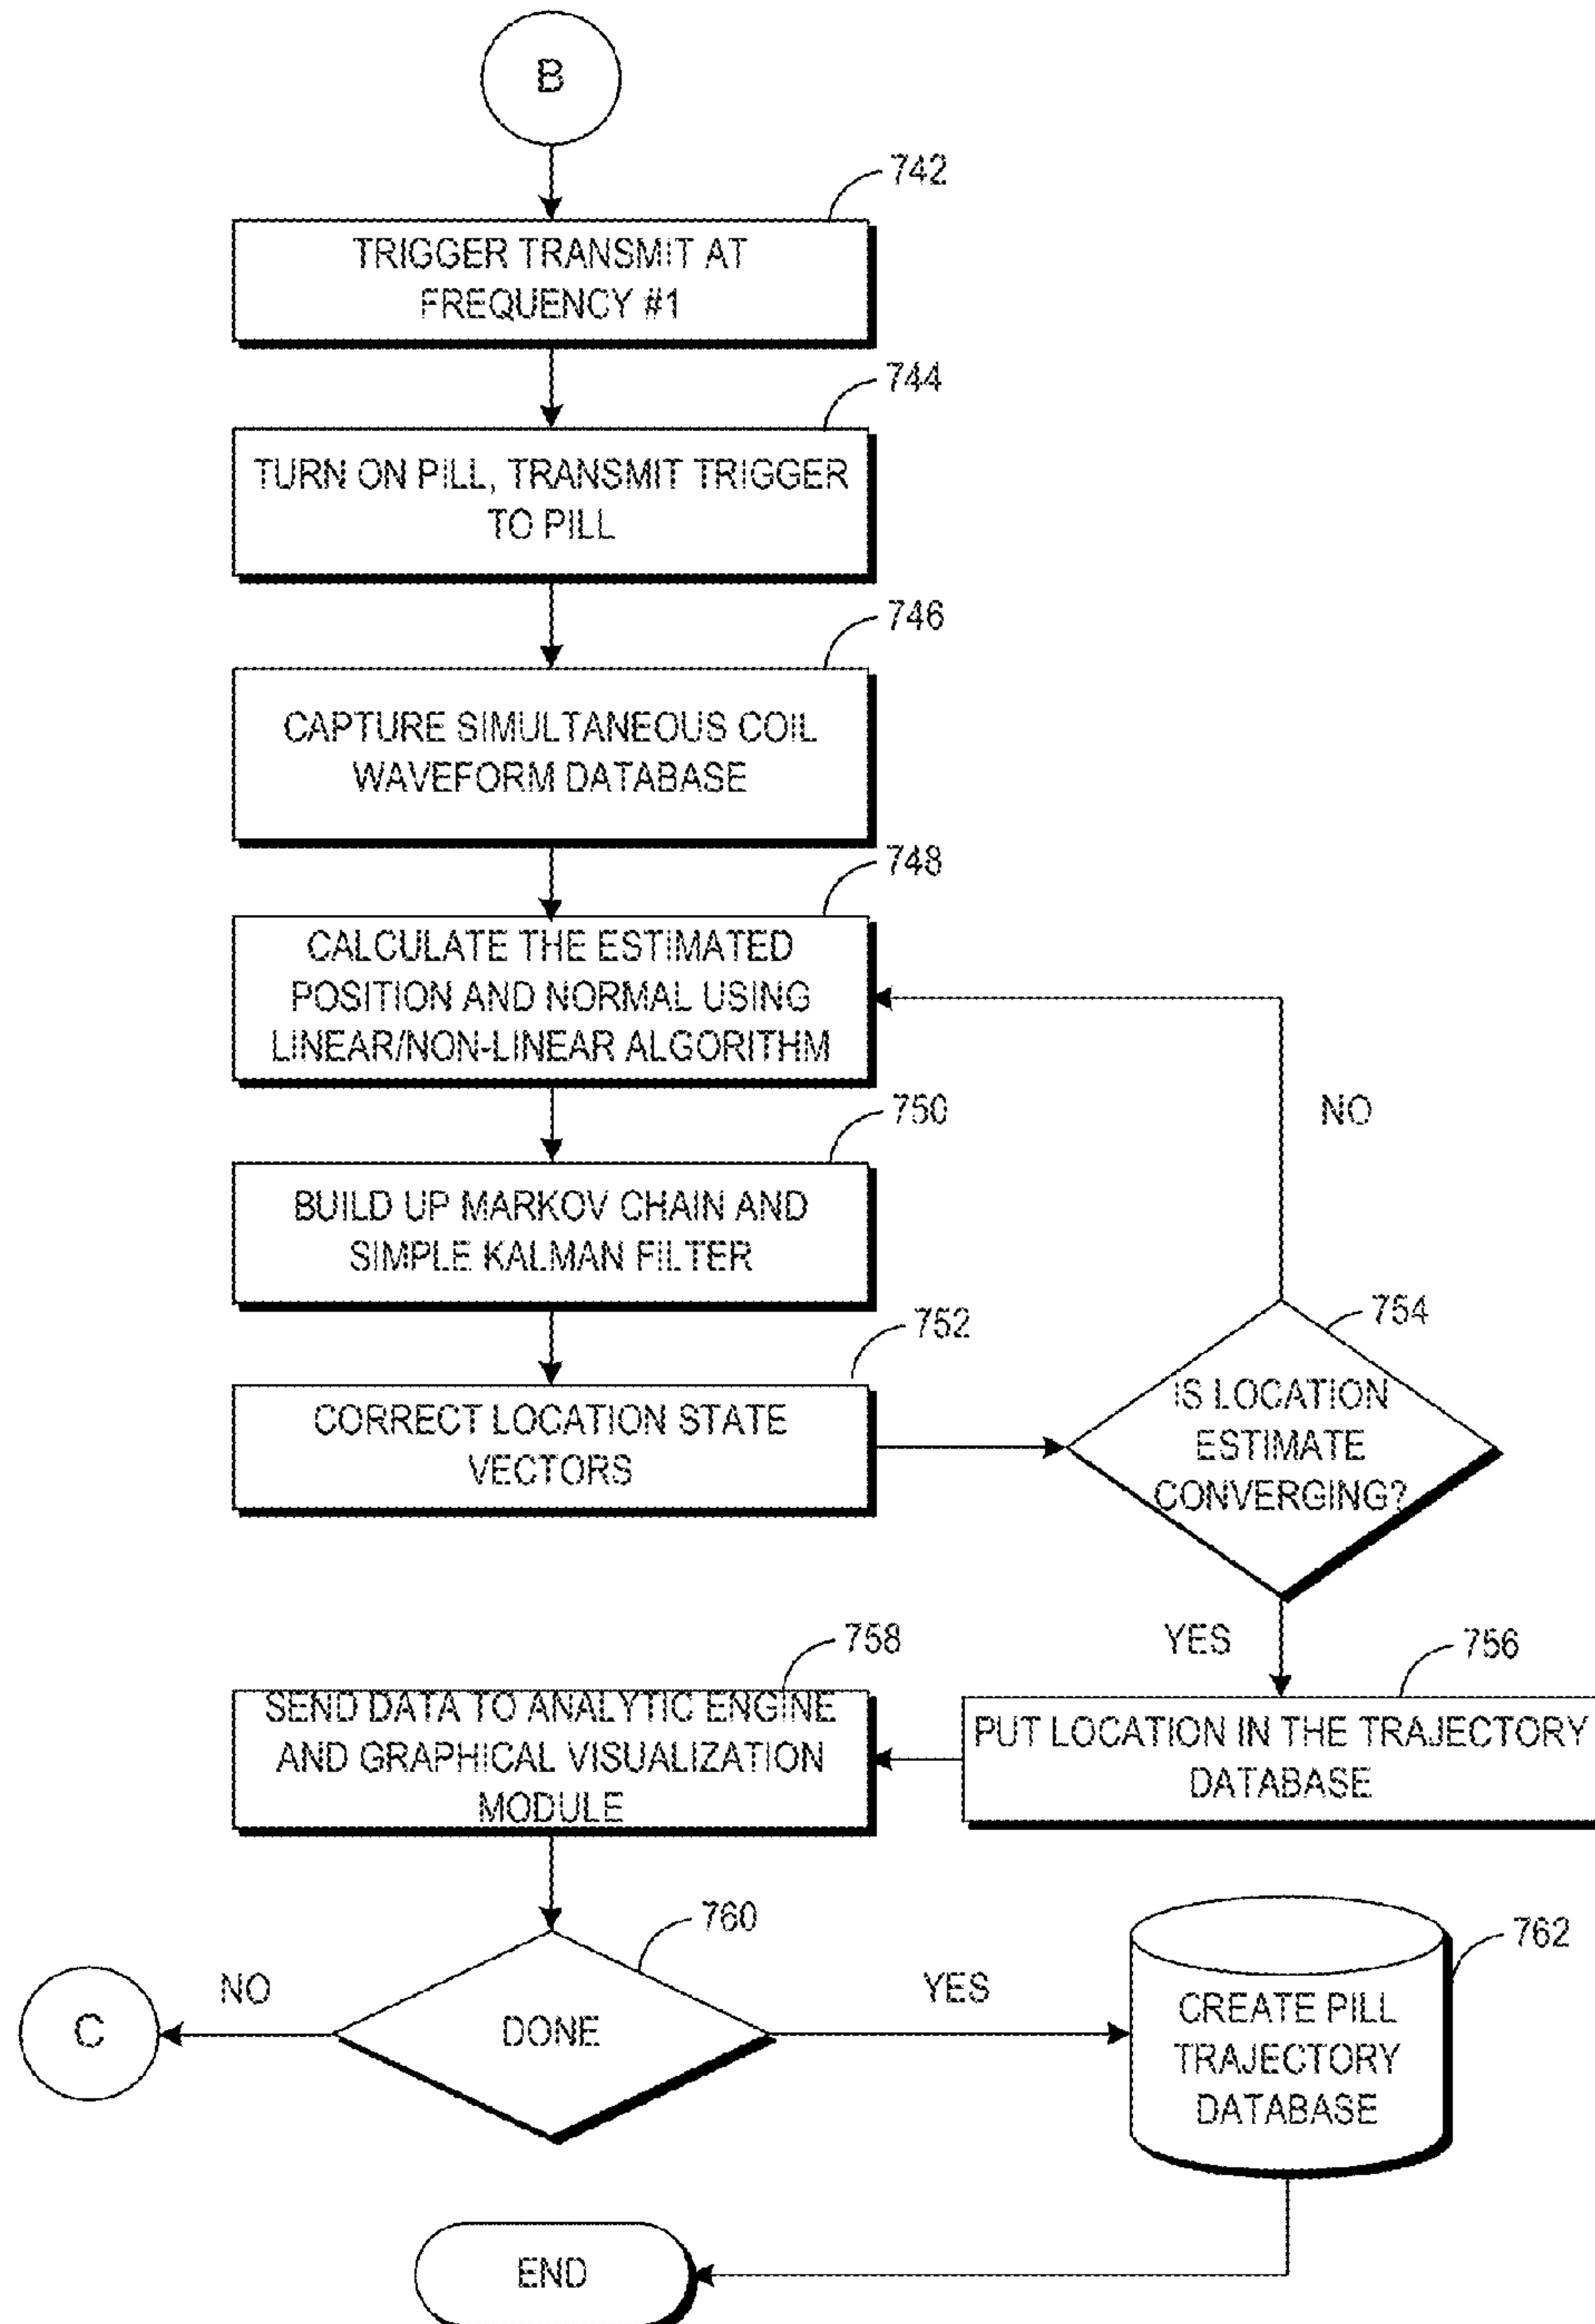 B
742
TRIGGER TRANSMIT AT
FREQUENCY #1
744
TURN ON PILL, TRANSMIT TRIGGER
TO PILL
746
CAPTURE SIMULTANEOUS COIL
WAVEFORM DATABASE
748
CALCULATE THE ESTIMATED
POSITION AND NORMAL USING
LINEAR/NON-LINEAR ALGORITHM
750
BUILD UP MARKOV CHAIN AND
SIMPLE KALMAN FILTER
NO
752
CORRECT LOCATION STATE
VECTORS
754
IS LOCATION
ESTIMATE
CONVERGING?
YES
756
PUT LOCATION IN THE TRAJECTORY
DATABASE
758
SEND DATA TO ANALYTIC ENGINE
AND GRAPHICAL VISUALIZATION
MODULE
760
DONE
NO
C
YES
762
CREATE PILL
TRAJECTORY
DATABASE
END